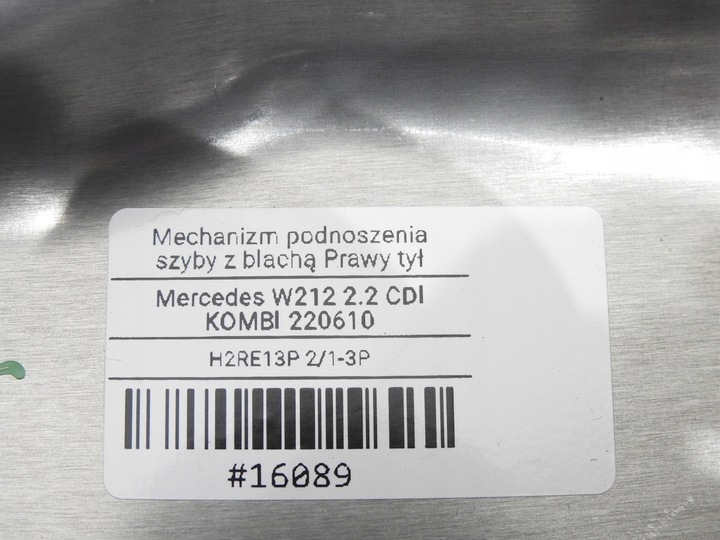 Mechanizm podnoszenia
szyby z blachą Prawy tył
Mercedes W212 2.2 CDI
KOMBI 220610
H2RE13P 2/1-3P
#16089